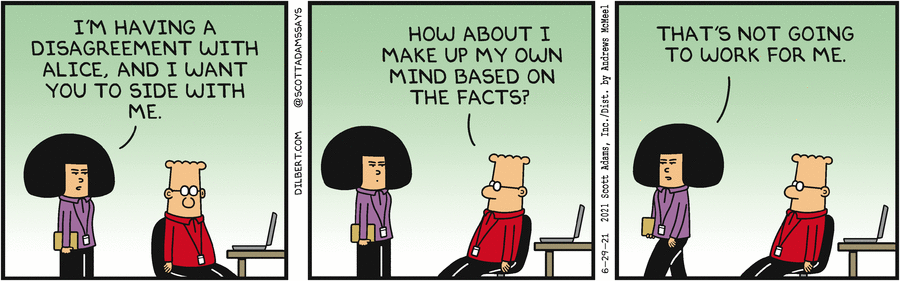 I'M HAVING A
DISAGREEMENT WITH
ALICE, AND I WANT
YOU TO SIDE WITH
ME.
DILBERT.COM @SCOTTADAMSSAYS
HOW ABOUT I
MAKE UP MY OWN
MIND BASED ON
THE FACTS?
6-29-21 2021 Scott Adams, Inc./Dist. by Andrews McMeel
THAT'S NOT GOING
TO WORK FOR ME.